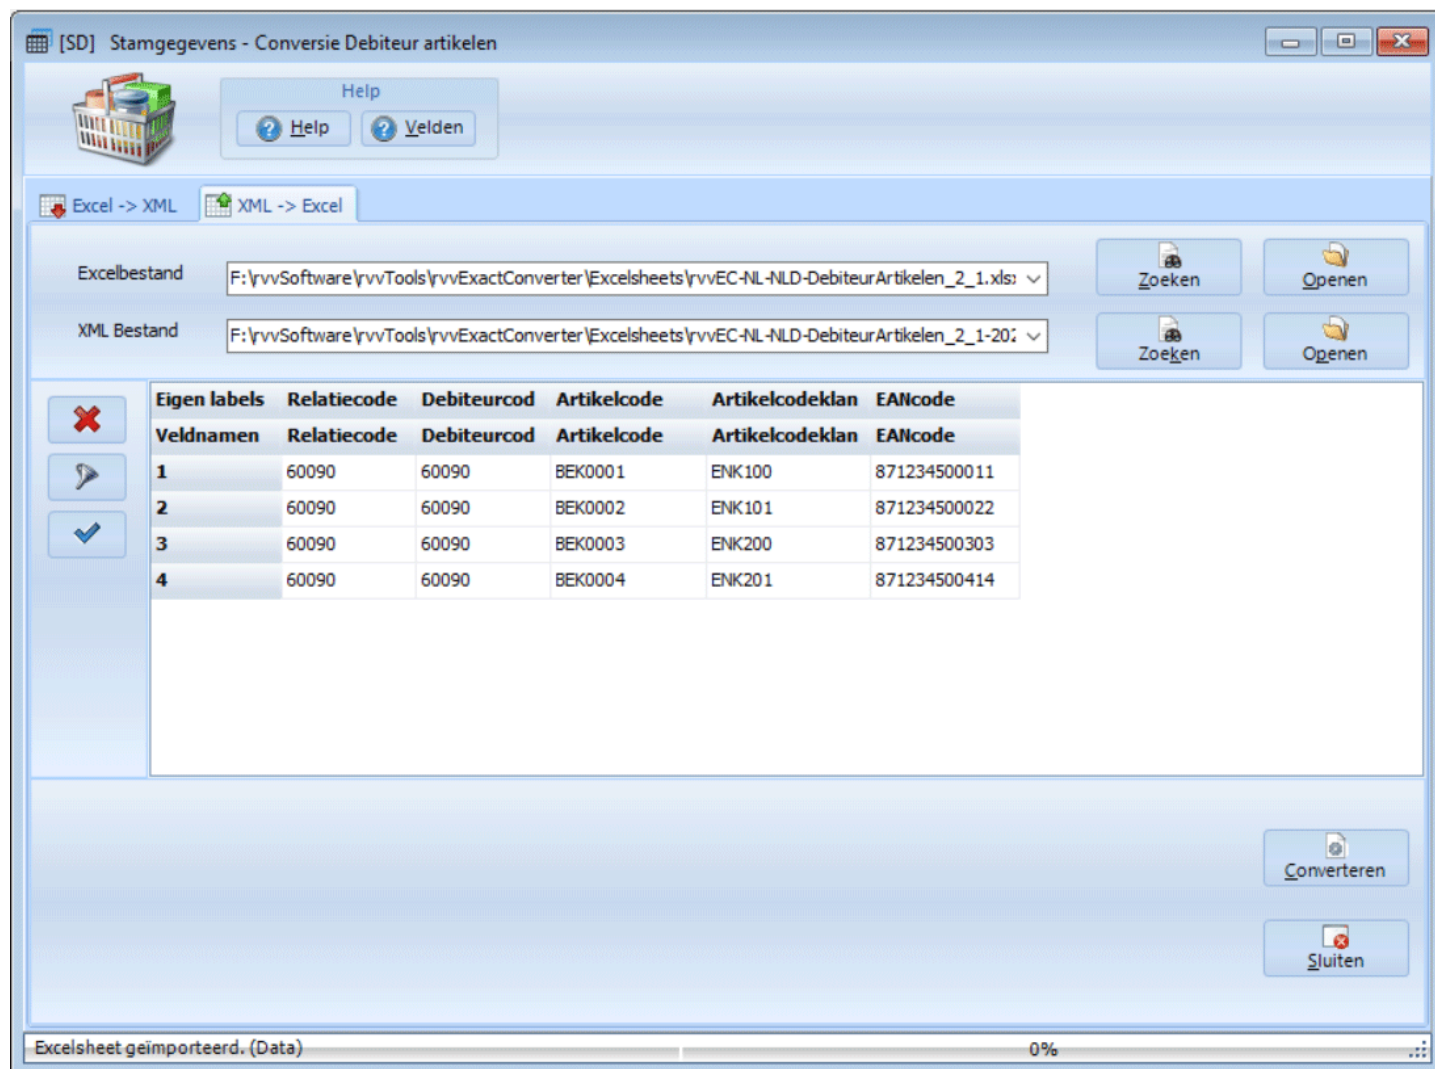 [SD] Stamgegevens - Conversie Debiteur artikelen
Help
Help Velden
Excel -> XML XML -> Excel
Excelbestand F:\rvvSoftware\rvvTools\rvvExactConverter\Excelsheets\rvvEC-NL-NLD-DebiteurArtikelen_2_1.xlsx Zoeken Openen
XML Bestand F:\rvvSoftware\rvvTools\rvvExactConverter\Excelsheets\rvvEC-NL-NLD-DebiteurArtikelen_2_1-202 Zoeken Openen
Eigen labels Relatiecode Debiteurcod Artikelcode Artikelcodeklan EANcode
Veldnamen Relatiecode Debiteurcod Artikelcode Artikelcodeklan EANcode
1 60090 60090 BEK0001 ENK100 871234500011
2 60090 60090 BEK0002 ENK101 871234500022
3 60090 60090 BEK0003 ENK200 871234500303
4 60090 60090 BEK0004 ENK201 871234500414
Converteren
Sluiten
Excelsheet geïmporteerd. (Data) 0%